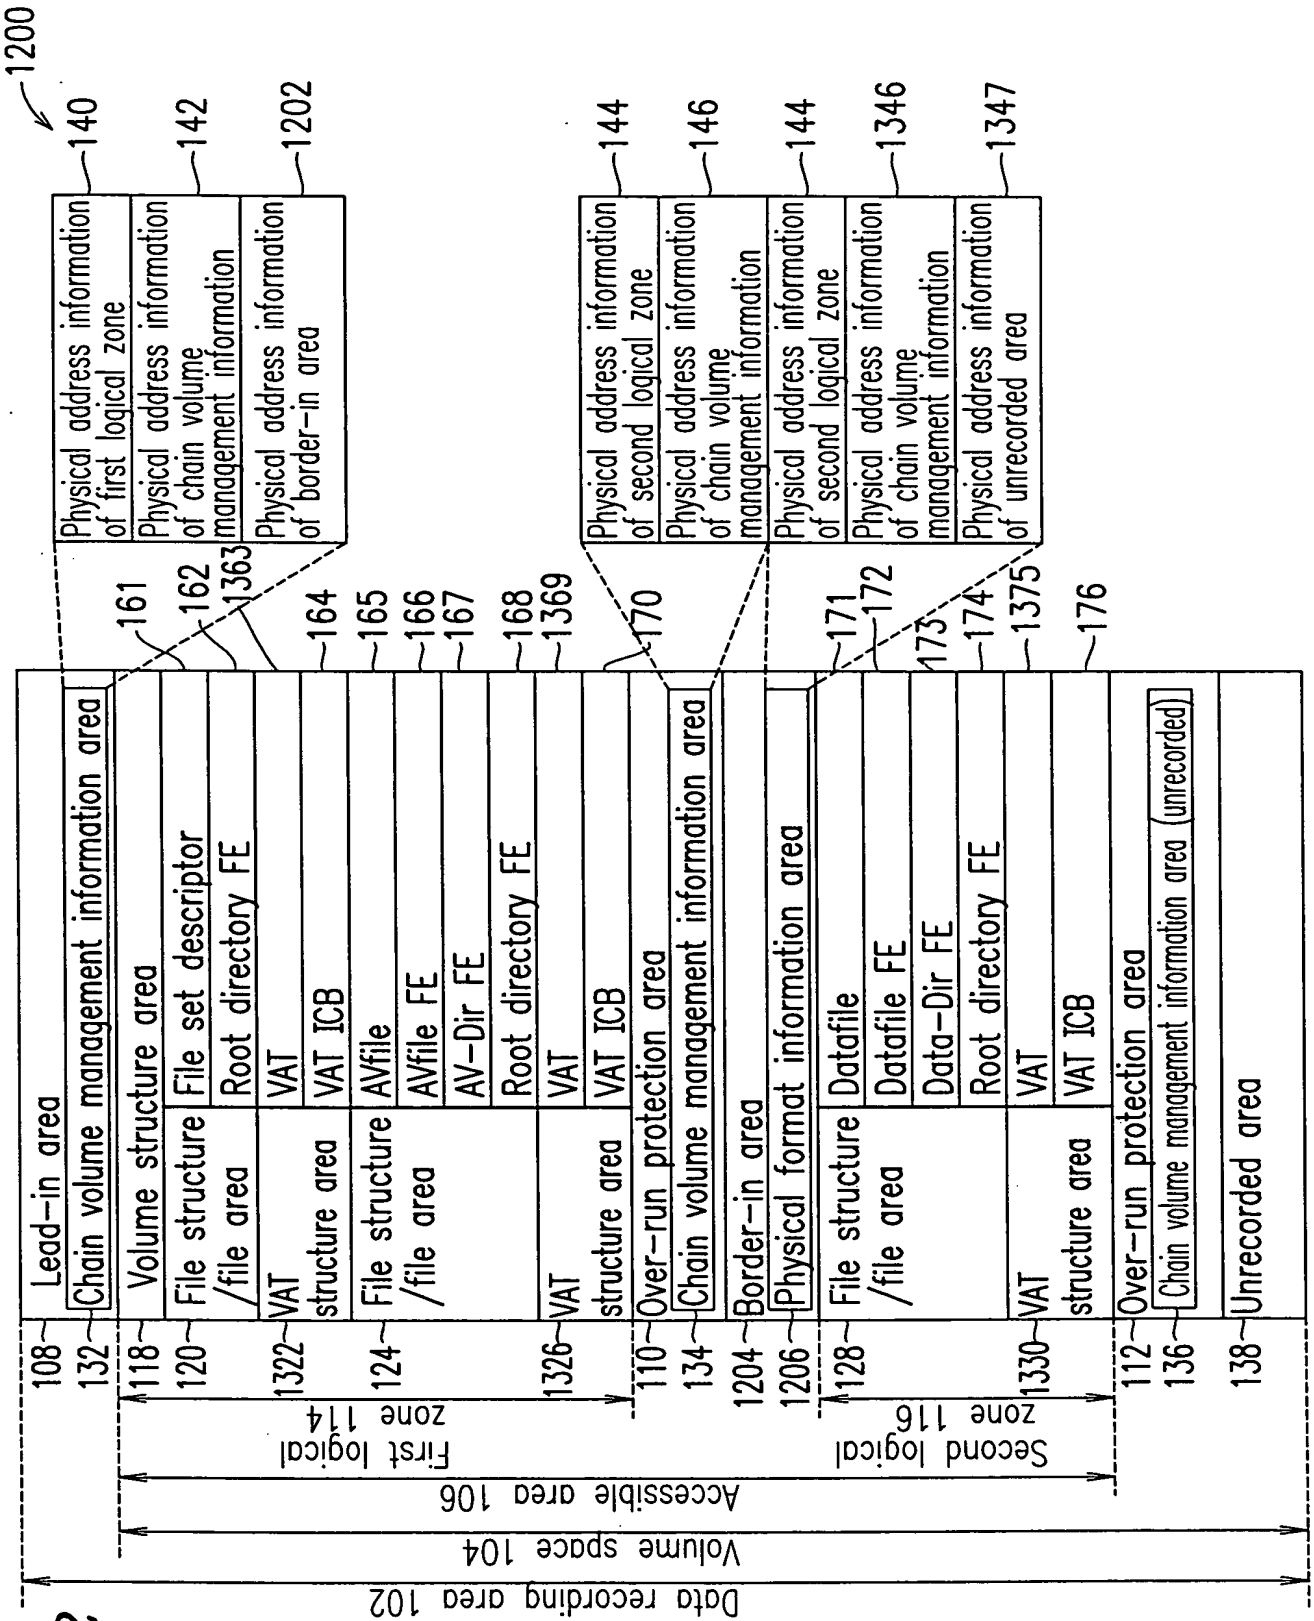 1200
Lead-in area
108
Chain volume management information area
132
Volume structure area
118
161
File structure
/file area
120
File set descriptor
162
Root directory FE
1363
VAT
structure area
1322
VAT
VAT ICB
164
File structure
/file area
124
AVfile
165
AVfile FE
166
AV-Dir FE
167
Root directory FE
168
VAT
structure area
1326
VAT
1369
VAT ICB
170
Over-run protection area
110
Chain volume management information area
134
Border-in area
1204
Physical format information area
1206
File structure
/file area
128
Datafile
171
Datafile FE
172
Data-Dir FE
173
Root directory FE
174
VAT
structure area
1330
VAT
1375
VAT ICB
176
Over-run protection area
112
Chain volume management information area (unrecorded)
136
Unrecorded area
138
Physical address information
of first logical zone
140
Physical address information
of chain volume
management information
142
Physical address information
of border-in area
1202
Physical address information
of second logical zone
144
Physical address information
of chain volume
management information
146
Physical address information
of second logical zone
144
Physical address information
of chain volume
management information
1346
Physical address information
of unrecorded area
1347
First logical
zone 114
Second logical
zone 116
Accessible area 106
Volume space 104
Data recording area 102